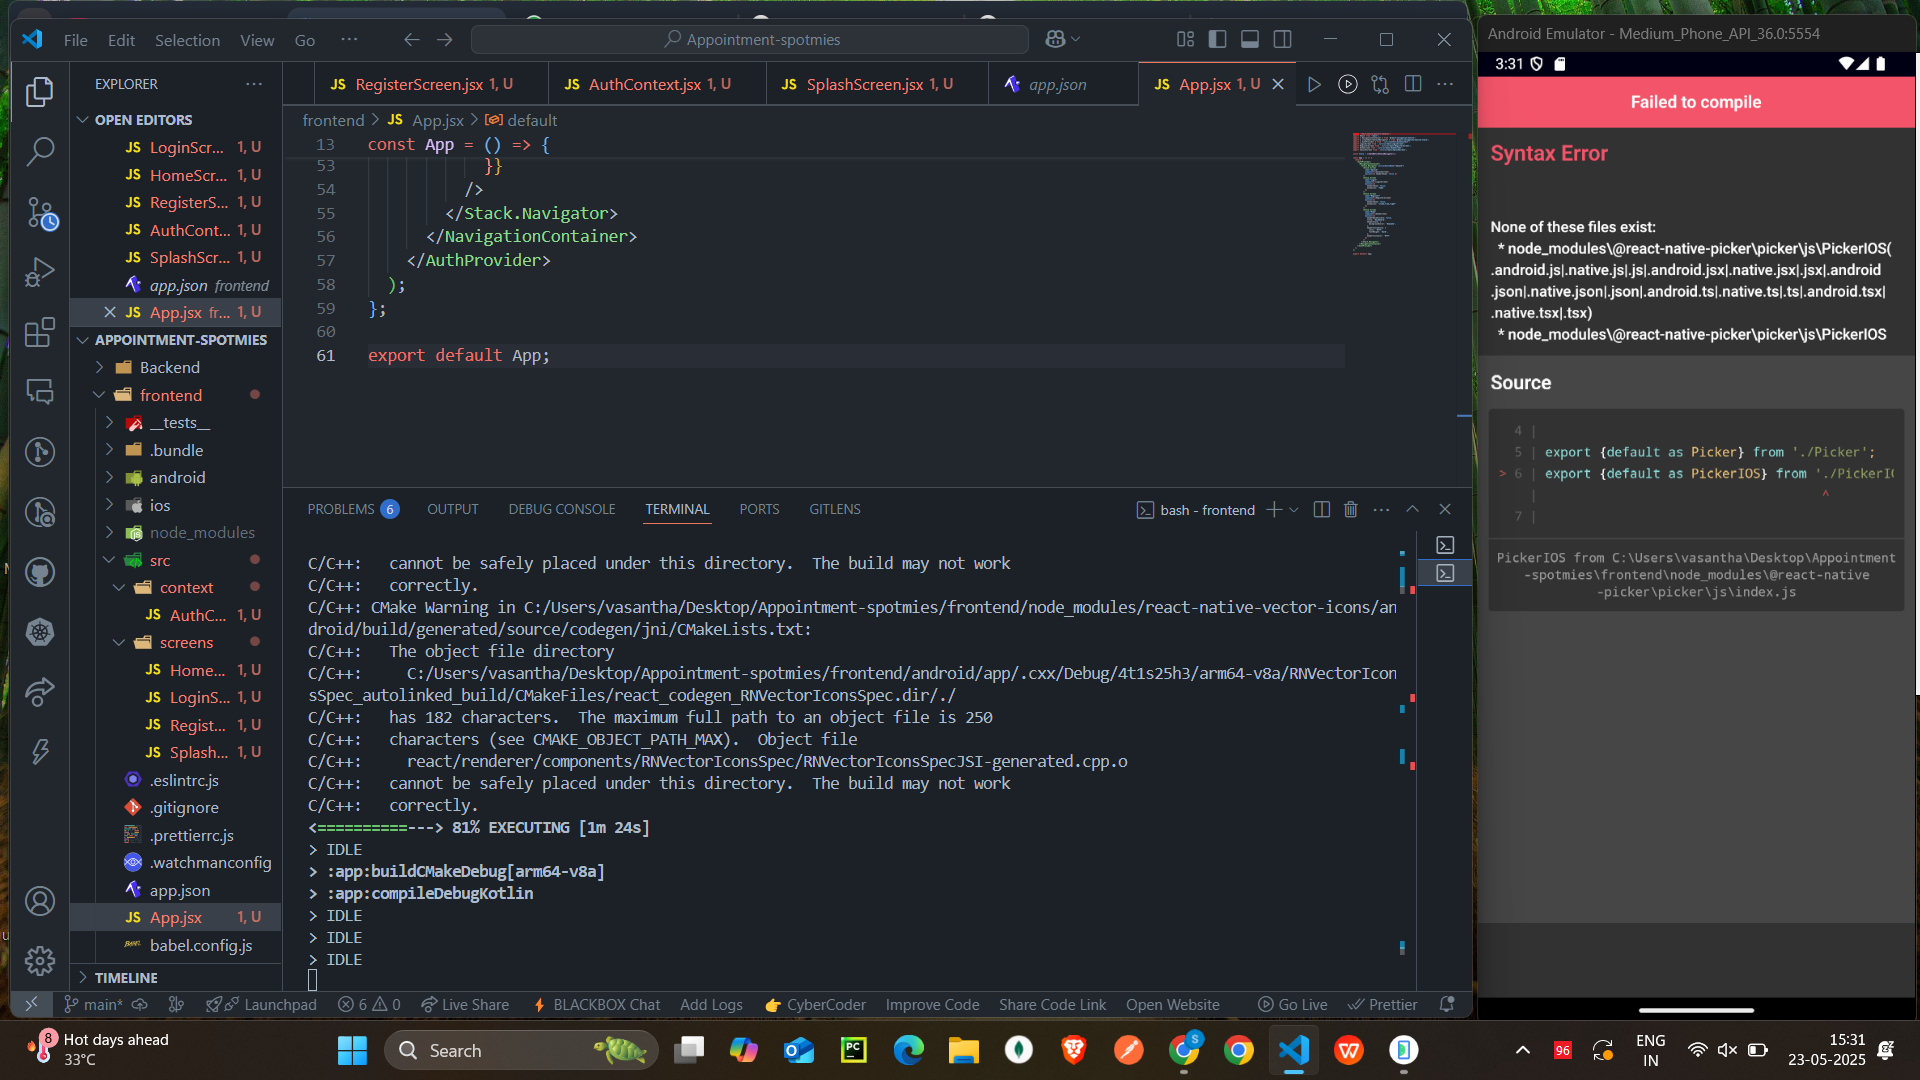 File Edit Selection View Go ··· Appointment-spotmies
EXPLORER ···
OPEN EDITORS
JS LoginScr... 1, U
JS HomeScr... 1, U
JS RegisterS... 1, U
JS AuthCont... 1, U
JS SplashScr... 1, U
app.json frontend
JS App.jsx fr... 1, U
APPOINTMENT-SPOTMIES
Backend
frontend
__tests__
.bundle
android
ios
node_modules
src
context
JS AuthC... 1, U
screens
JS Home... 1, U
JS LoginS... 1, U
JS Regist... 1, U
JS Splash... 1, U
.eslintrc.js
.gitignore
.prettierrc.js
.watchmanconfig
app.json
JS App.jsx 1, U
babel.config.js
TIMELINE
JS RegisterScreen.jsx 1, U JS AuthContext.jsx 1, U JS SplashScreen.jsx 1, U app.json JS App.jsx 1, U
frontend > JS App.jsx > default
13 const App = () => {
53 }}
54 />
55 </Stack.Navigator>
56 </NavigationContainer>
57 </AuthProvider>
58 );
59 };
60
61 export default App;
PROBLEMS 6 OUTPUT DEBUG CONSOLE TERMINAL PORTS GITLENS bash - frontend
C/C++: cannot be safely placed under this directory. The build may not work
C/C++: correctly.
C/C++: CMake Warning in C:/Users/vasantha/Desktop/Appointment-spotmies/frontend/node_modules/react-native-vector-icons/an
droid/build/generated/source/codegen/jni/CMakeLists.txt:
C/C++: The object file directory
C/C++: C:/Users/vasantha/Desktop/Appointment-spotmies/frontend/android/app/.cxx/Debug/4t1s25h3/arm64-v8a/RNVectorIcon
sSpec_autolinked_build/CMakeFiles/react_codegen_RNVectorIconsSpec.dir/./
C/C++: has 182 characters. The maximum full path to an object file is 250
C/C++: characters (see CMAKE_OBJECT_PATH_MAX). Object file
C/C++: react/renderer/components/RNVectorIconsSpec/RNVectorIconsSpecJSI-generated.cpp.o
C/C++: cannot be safely placed under this directory. The build may not work
C/C++: correctly.
<==========---> 81% EXECUTING [1m 24s]
> IDLE
> :app:buildCMakeDebug[arm64-v8a]
> :app:compileDebugKotlin
> IDLE
> IDLE
> IDLE
main* Launchpad 6 0 Live Share BLACKBOX Chat Add Logs CyberCoder Improve Code Share Code Link Open Website Go Live Prettier
Android Emulator - Medium_Phone_API_36.0:5554
3:31
Failed to compile
Syntax Error
None of these files exist:
* node_modules\@react-native-picker\picker\js\PickerIOS(
.android.js|.native.js|.js|.android.jsx|.native.jsx|.jsx|.android
.json|.native.json|.json|.android.ts|.native.ts|.ts|.android.tsx|
.native.tsx|.tsx)
* node_modules\@react-native-picker\picker\js\PickerIOS
Source
4 |
5 | export {default as Picker} from './Picker';
> 6 | export {default as PickerIOS} from './PickerIO
| ^
7 |
PickerIOS from C:\Users\vasantha\Desktop\Appointment
-spotmies\frontend\node_modules\@react-native
-picker\picker\js\index.js
8 Hot days ahead
33°C
Search
PC
S
96
ENG
IN
15:31
23-05-2025